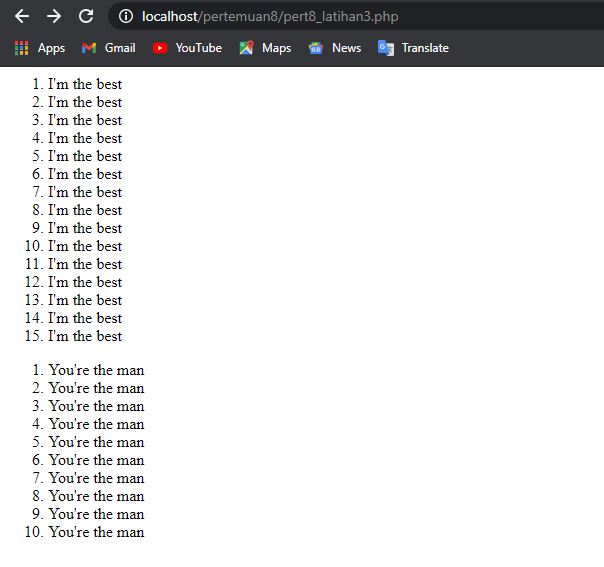 localhost/pertemuan8/pert8_latihan3.php
Apps Gmail YouTube Maps GE News Translate
1. I'm the best
2. I'm the best
3. I'm the best
4. I'm the best
5. I'm the best
6. I'm the best
7. I'm the best
8. I'm the best
9. I'm the best
10. I'm the best
11. I'm the best
12. I'm the best
13. I'm the best
14. I'm the best
15. I'm the best
1. You're the man
2. You're the man
3. You're the man
4. You're the man
5. You're the man
6. You're the man
7. You're the man
8. You're the man
9. You're the man
10. You're the man